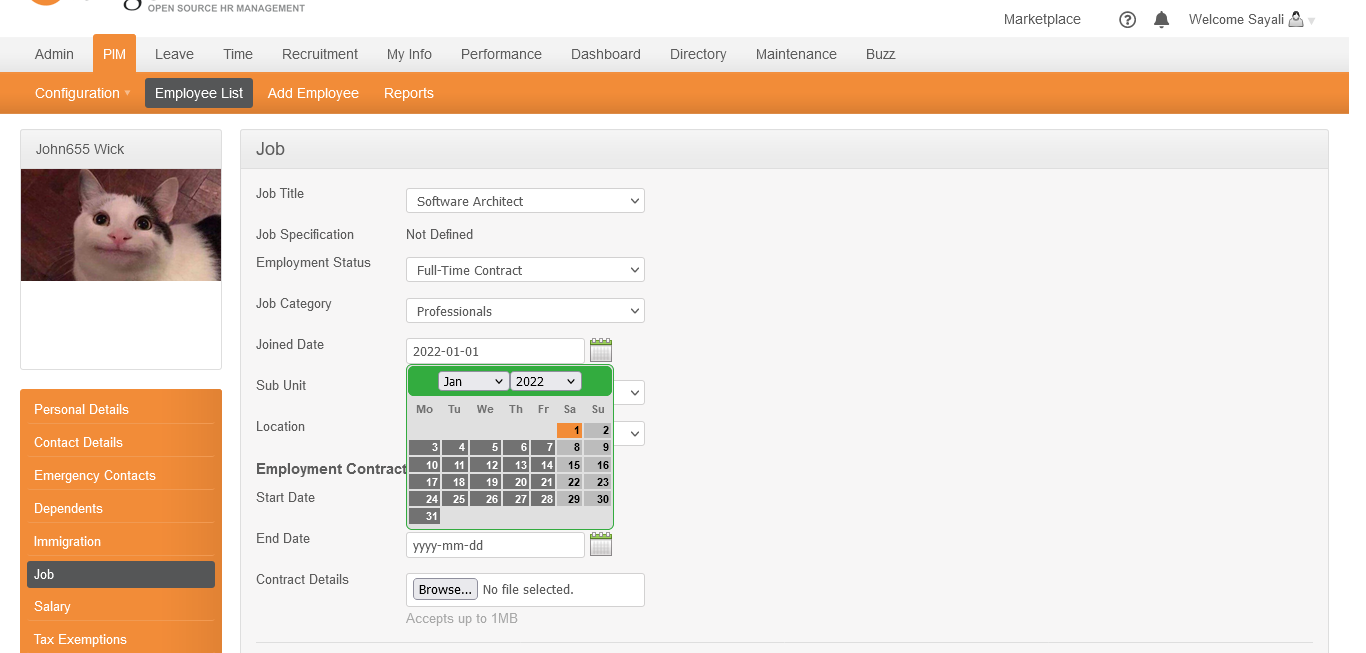 OPEN SOURCE HR MANAGEMENT
Marketplace Welcome Sayali
Admin PIM Leave Time Recruitment My Info Performance Dashboard Directory Maintenance Buzz
Configuration Employee List Add Employee Reports
John655 Wick
Job
Job Title Software Architect
Job Specification Not Defined
Employment Status Full-Time Contract
Job Category Professionals
Joined Date 2022-01-01
Jan 2022
Mo Tu We Th Fr Sa Su
1 2
3 4 5 6 7 8 9
10 11 12 13 14 15 16
17 18 19 20 21 22 23
24 25 26 27 28 29 30
31
Sub Unit
Location
Employment Contract
Start Date
End Date yyyy-mm-dd
Contract Details Browse... No file selected.
Accepts up to 1MB
Personal Details
Contact Details
Emergency Contacts
Dependents
Immigration
Job
Salary
Tax Exemptions